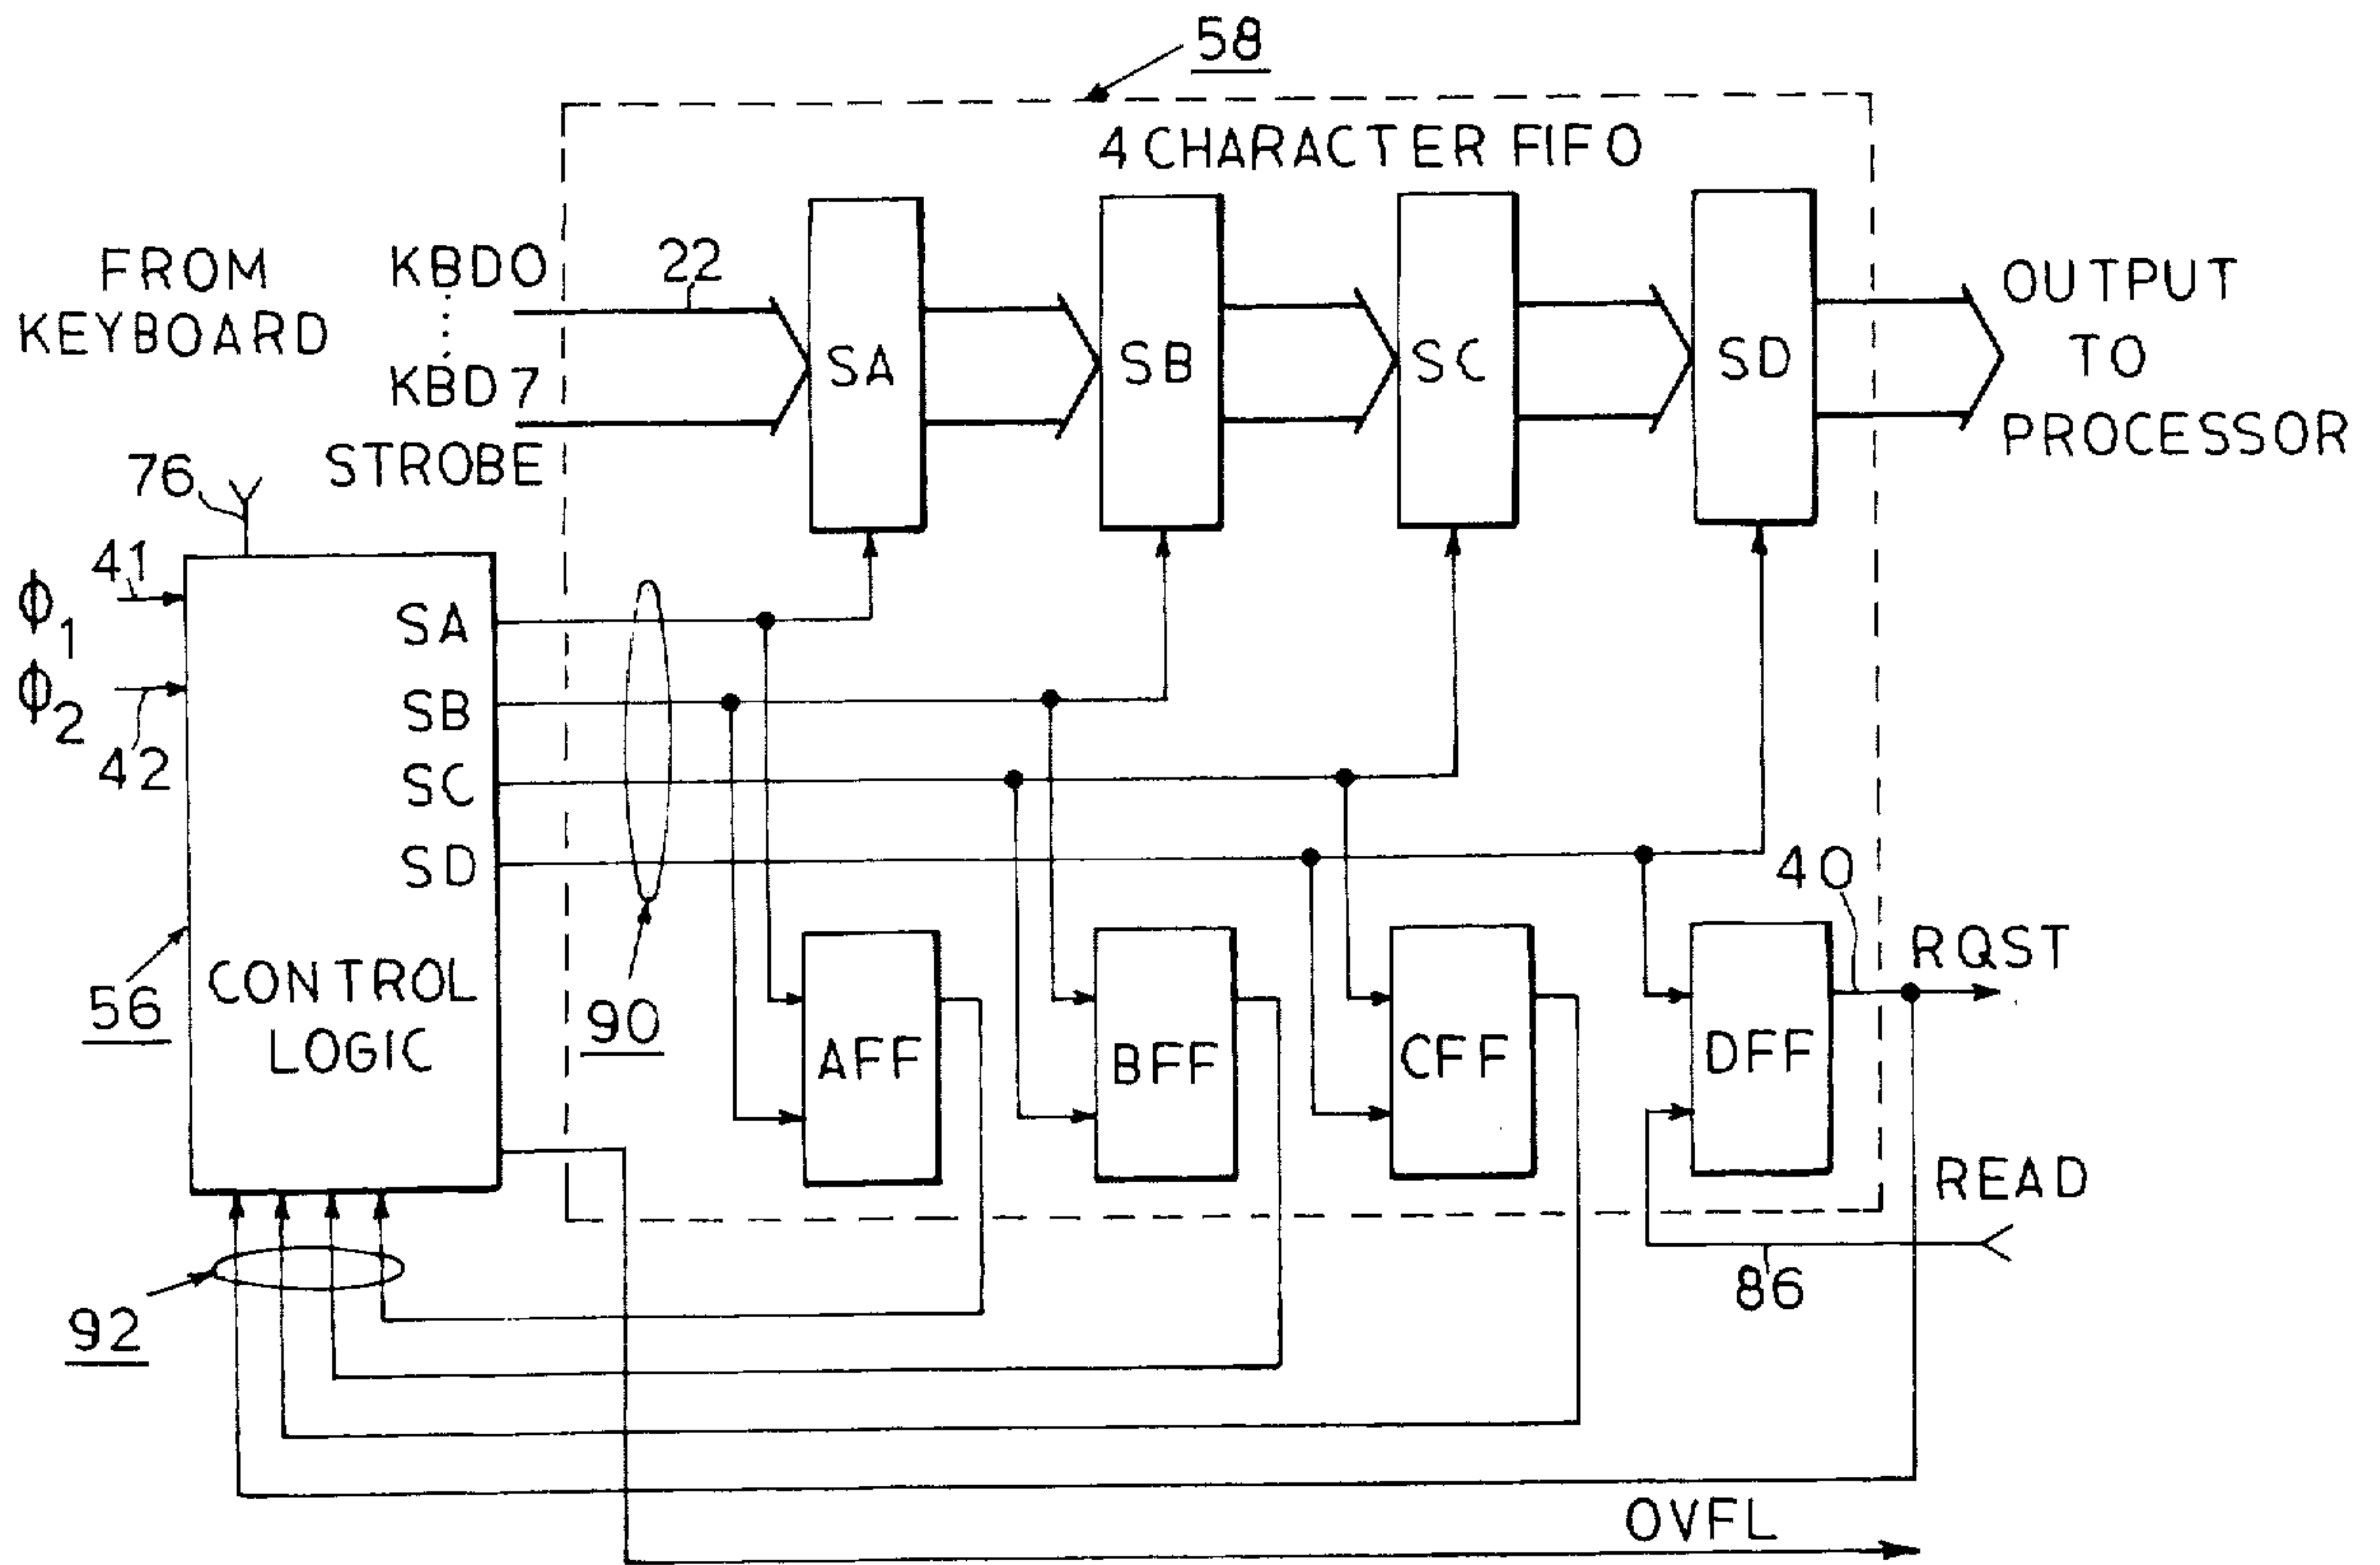 58
4 CHARACTER FIFO
FROM
KEYBOARD
KBD0
KBD7
STROBE
22
SA
SB
SC
SD
OUTPUT
TO
PROCESSOR
76
41
ϕ1
ϕ2
42
SA
SB
SC
SD
CONTROL
LOGIC
56
90
AFF
BFF
CFF
DFF
40
RQST
READ
86
92
OVFL